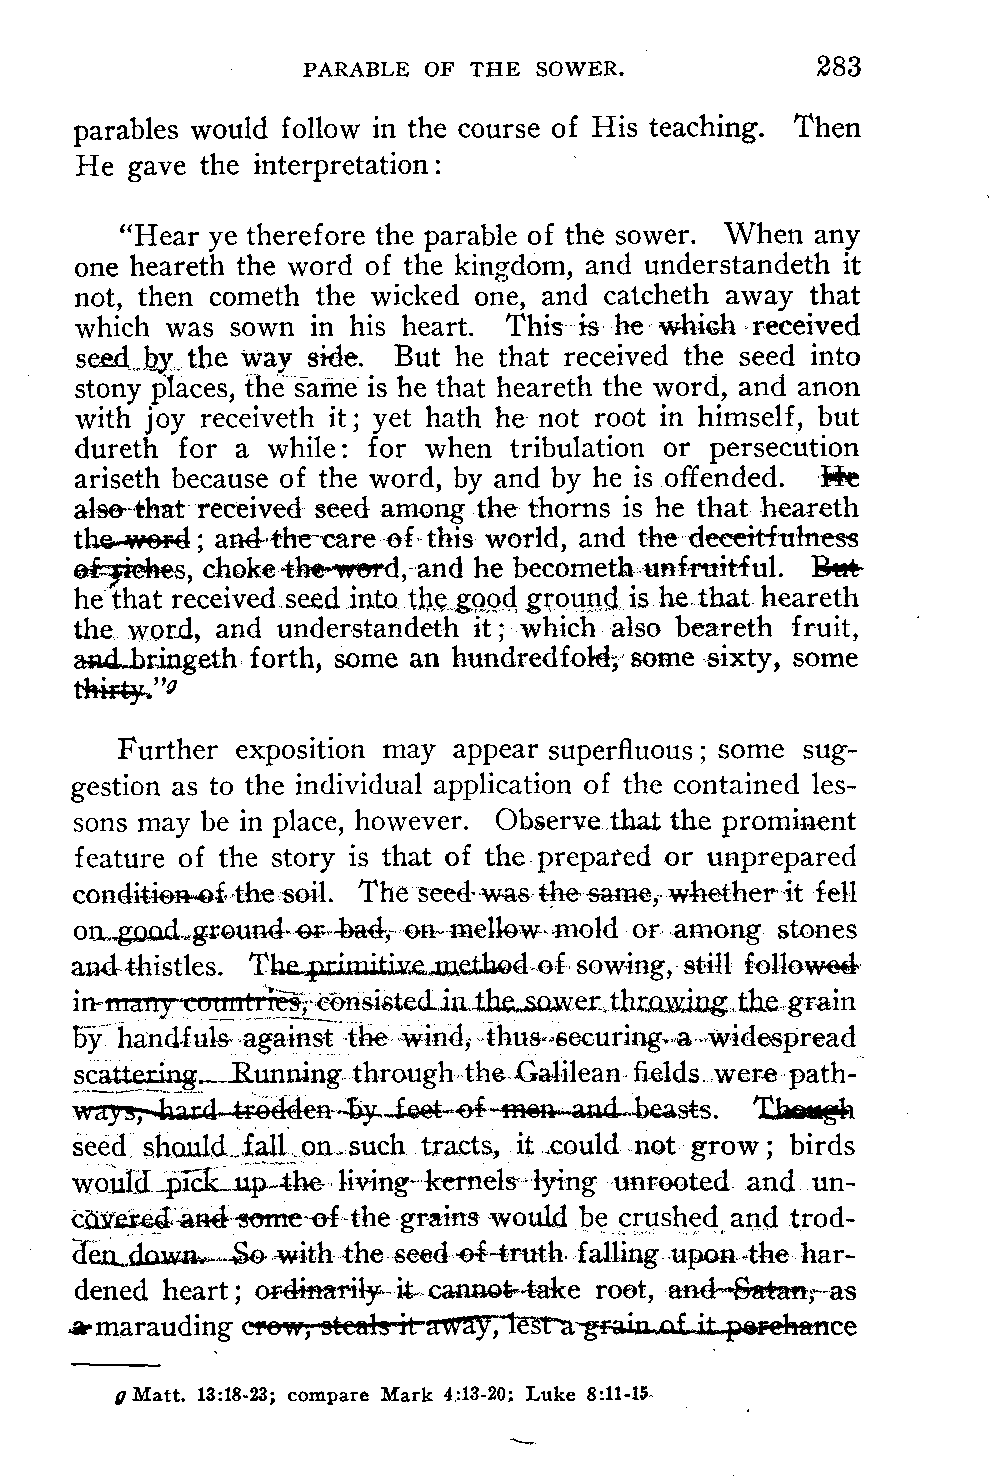 PARABLE OF THE SOWER. 283
parables would follow in the course of His teaching. Then
He gave the interpretation:
"Hear ye therefore the parable of the sower. When any
one heareth the word of the kingdom, and understandeth it
not, then cometh the wicked one, and catcheth away that
which was sown in his heart. This is he which received
seed by the way side. But he that received the seed into
stony places, the same is he that heareth the word, and anon
with joy receiveth it; yet hath he not root in himself, but
dureth for a while: for when tribulation or persecution
ariseth because of the word, by and by he is offended. He
also that received seed among the thorns is he that heareth
the word; and the care of this world, and the deceitfulness
of riches, choke the word, and he becometh unfruitful. But
he that received seed into the good ground is he that heareth
the word, and understandeth it; which also beareth fruit,
and bringeth forth, some an hundredfold, some sixty, some
thirty."g
Further exposition may appear superfluous; some sug-
gestion as to the individual application of the contained les-
sons may be in place, however. Observe that the prominent
feature of the story is that of the prepared or unprepared
condition of the soil. The seed was the same, whether it fell
on good ground or bad, on mellow mold or among stones
and thistles. The primitive method of sowing, still followed
in many countries, consisted in the sower throwing the grain
by handfuls against the wind, thus securing a widespread
scattering. Running through the Galilean fields were path-
ways, hard trodden by feet of men and beasts. Though
seed should fall on such tracts, it could not grow; birds
would pick up the living kernels lying unrooted and un-
covered and some of the grains would be crushed and trod-
den down. So with the seed of truth falling upon the har-
dened heart; ordinarily it cannot take root, and Satan, as
a marauding crow, steals it away, lest a grain of it perchance
g Matt. 13:18-23; compare Mark 4:13-20; Luke 8:11-15.